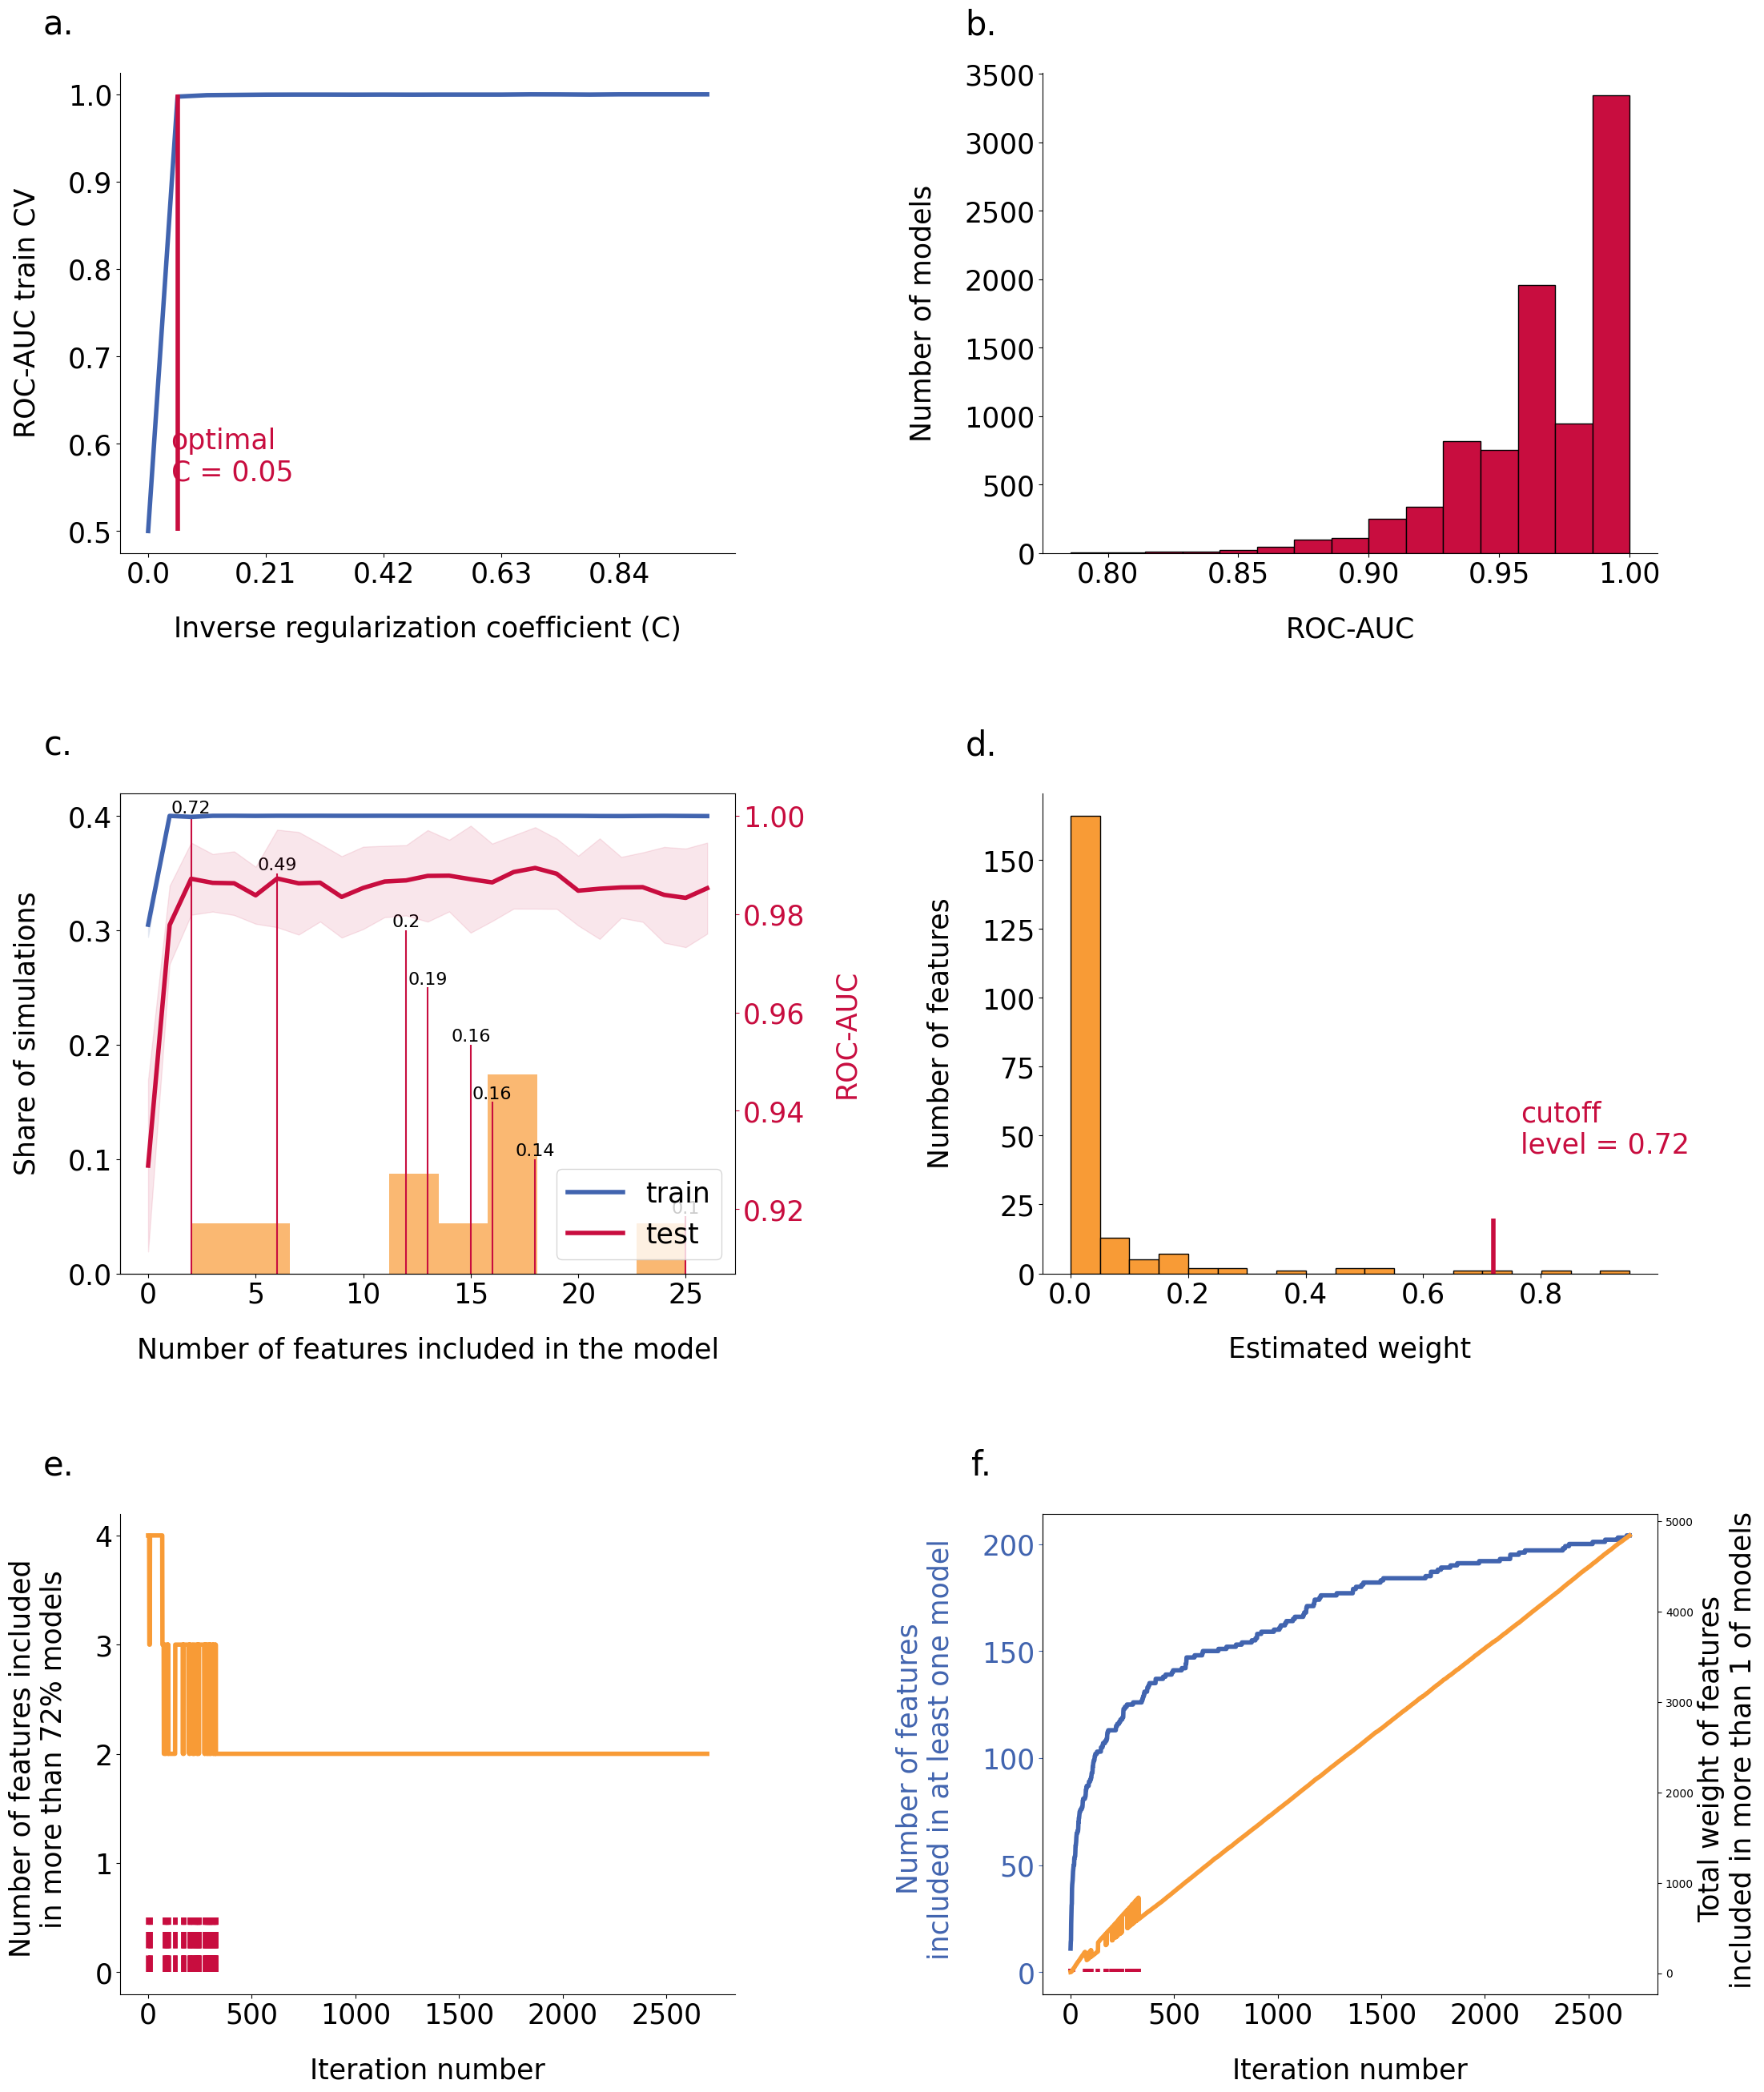 a.
1.0
0.9
0.8
0.7
0.6
0.5
ROC-AUC train CV
optimal
C = 0.05
0.0 0.21 0.42 0.63 0.84
Inverse regularization coefficient (C)
b.
3500
3000
2500
2000
1500
1000
500
0
Number of models
0.80 0.85 0.90 0.95 1.00
ROC-AUC
c.
0.4
0.3
0.2
0.1
0.0
Share of simulations
0.72
0.49
0.2
0.19
0.16
0.16
0.14
0.1
train
test
1.00
0.98
0.96
0.94
0.92
ROC-AUC
0 5 10 15 20 25
Number of features included in the model
d.
150
125
100
75
50
25
0
Number of features
cutoff
level = 0.72
0.0 0.2 0.4 0.6 0.8
Estimated weight
e.
4
3
2
1
0
Number of features included
in more than 72% models
0 500 1000 1500 2000 2500
Iteration number
f.
200
150
100
50
0
Number of features
included in at least one model
5000
4000
3000
2000
1000
0
Total weight of features
included in more than 1 of models
0 500 1000 1500 2000 2500
Iteration number